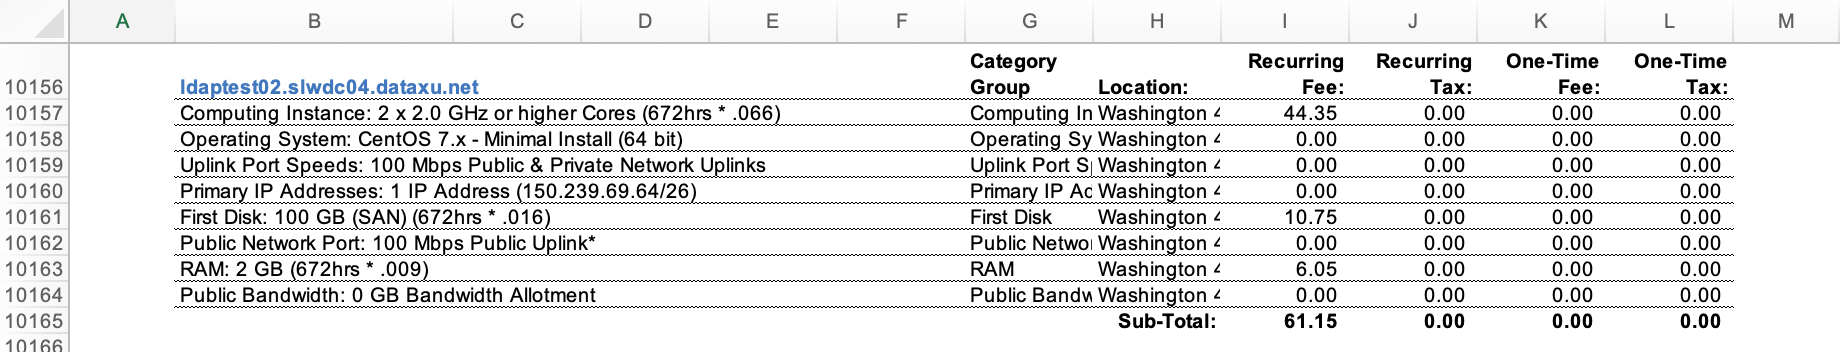 A B C D E F G H I J K L M
Category Recurring Recurring One-Time One-Time
10156 ldaptest02.slwdc04.dataxu.net Group Location: Fee: Tax: Fee: Tax:
10157 Computing Instance: 2 x 2.0 GHz or higher Cores (672hrs * .066) Computing In Washington 44.35 0.00 0.00 0.00
10158 Operating System: CentOS 7.x - Minimal Install (64 bit) Operating Sy Washington 0.00 0.00 0.00 0.00
10159 Uplink Port Speeds: 100 Mbps Public & Private Network Uplinks Uplink Port S Washington 0.00 0.00 0.00 0.00
10160 Primary IP Addresses: 1 IP Address (150.239.69.64/26) Primary IP Ad Washington 0.00 0.00 0.00 0.00
10161 First Disk: 100 GB (SAN) (672hrs * .016) First Disk Washington 10.75 0.00 0.00 0.00
10162 Public Network Port: 100 Mbps Public Uplink* Public Netwo Washington 0.00 0.00 0.00 0.00
10163 RAM: 2 GB (672hrs * .009) RAM Washington 6.05 0.00 0.00 0.00
10164 Public Bandwidth: 0 GB Bandwidth Allotment Public Bandw Washington 0.00 0.00 0.00 0.00
10165 Sub-Total: 61.15 0.00 0.00 0.00
10166